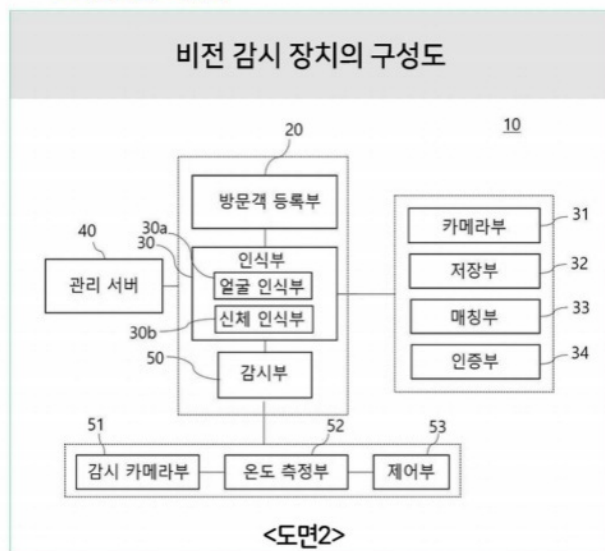 비전 감시 장치의 구성도
10
20
방문객 등록부
30a
30
인식부
얼굴 인식부
30b
신체 인식부
40
관리 서버
50
감시부
카메라부
31
저장부
32
매칭부
33
인증부
34
51
52
53
감시 카메라부
온도 측정부
제어부
<도면2>